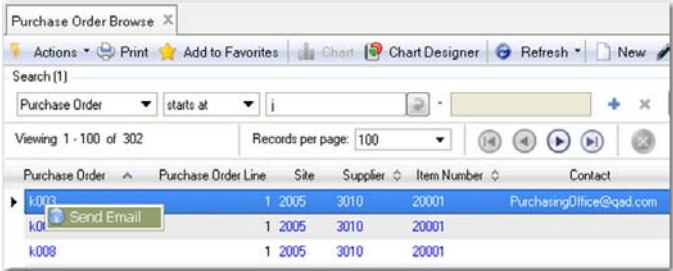 Purchase Order Browse X
Actions Print Add to Favorites Chart Chart Designer Refresh New
Search (1)
Purchase Order starts at j -
Viewing 1 - 100 of 302 Records per page: 100
Purchase Order Purchase Order Line Site Supplier Item Number Contact
k003 1 2005 3010 20001 PurchasingOffice@qad.com
Send Email
1 2005 3010 20001
k008 1 2005 3010 20001